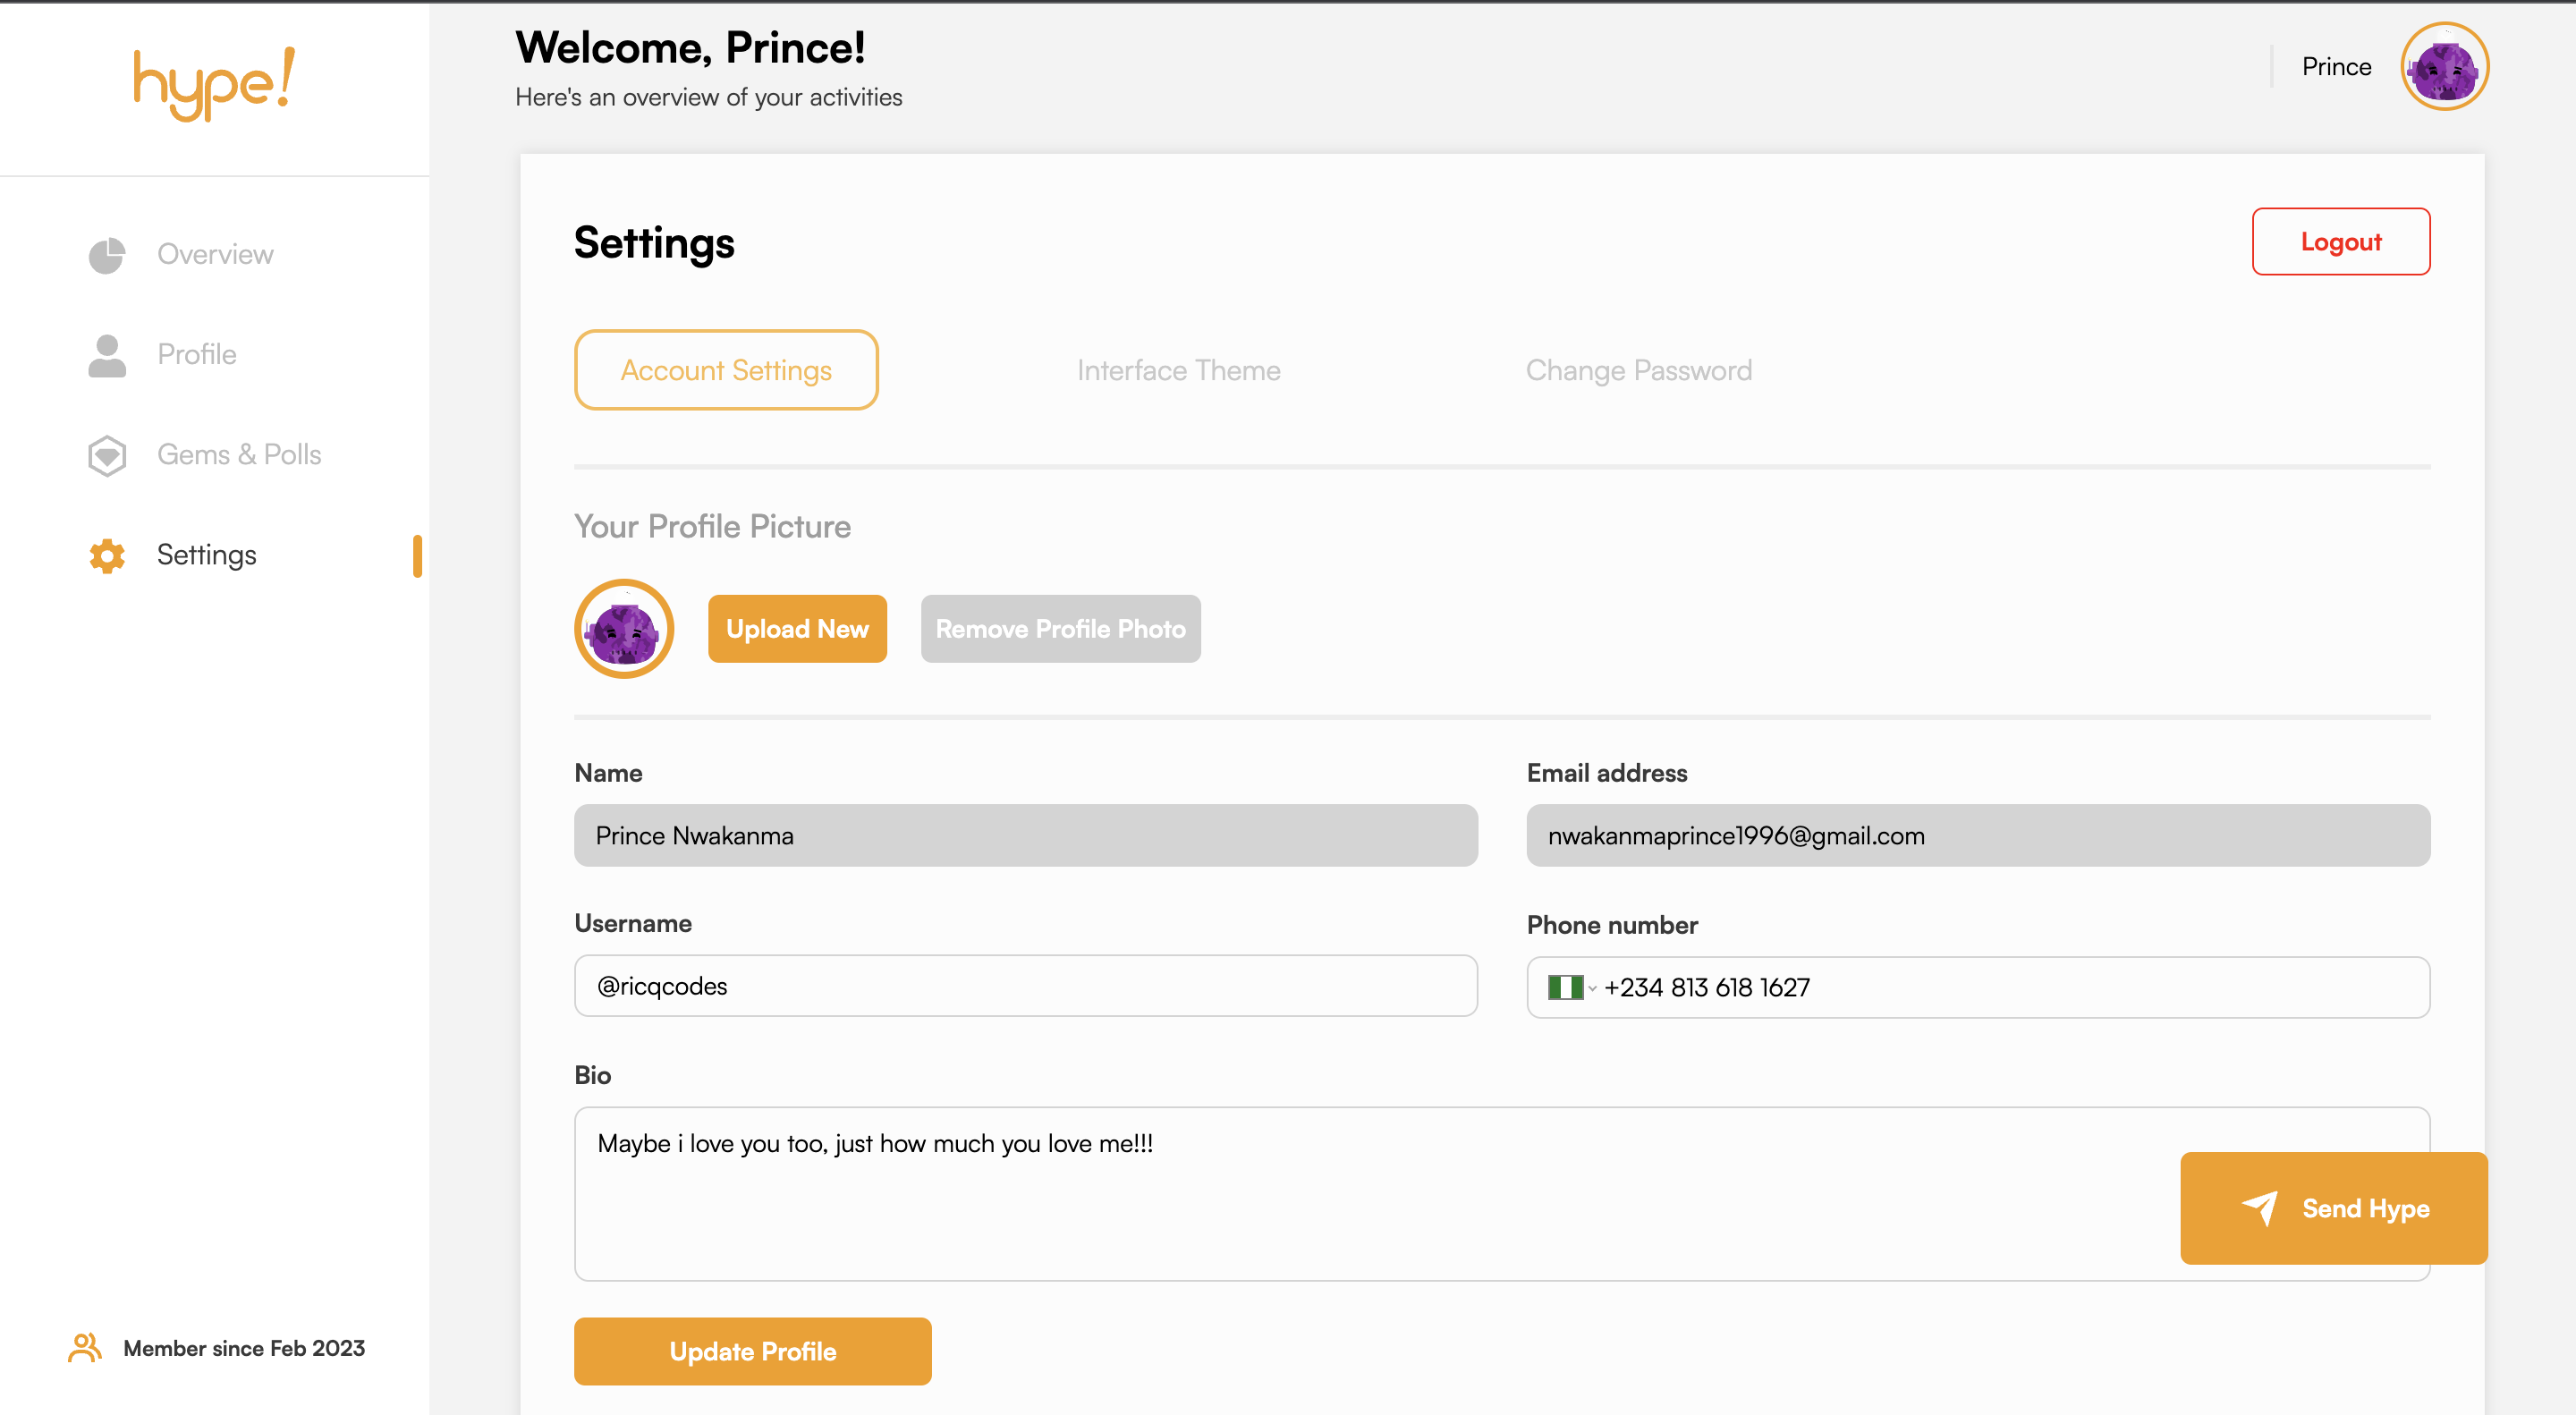 hype!
Overview
Profile
Gems & Polls
Settings
Member since Feb 2023
Welcome, Prince!
Here's an overview of your activities
Prince
Settings
Logout
Account Settings
Interface Theme
Change Password
Your Profile Picture
Upload New
Remove Profile Photo
Name
Prince Nwakanma
Email address
nwakanmaprince1996@gmail.com
Username
@ricqcodes
Phone number
+234 813 618 1627
Bio
Maybe i love you too, just how much you love me!!!
Send Hype
Update Profile